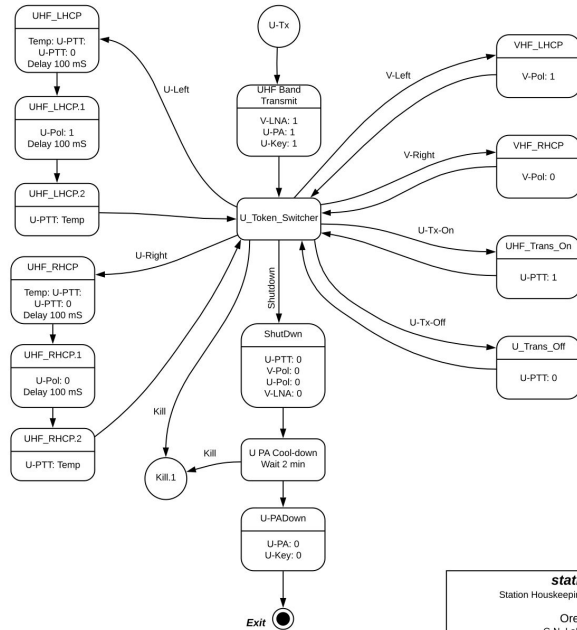 UHF_LHCP
Temp: U-PTT:
U-PTT: 0
Delay 100 mS
UHF_LHCP.1
U-Pol: 1
Delay 100 mS
UHF_LHCP.2
U-PTT: Temp
UHF_RHCP
Temp: U-PTT:
U-PTT: 0
Delay 100 mS
UHF_RHCP.1
U-Pol: 0
Delay 100 mS
UHF_RHCP.2
U-PTT: Temp
U-Left
U-Right
U-Tx
UHF Band
Transmit
V-LNA: 1
U-PA: 1
U-Key: 1
U_Token_Switcher
Shutdown
ShutDwn
U-PTT: 0
V-Pol: 0
U-Pol: 0
V-LNA: 0
Kill
Kill
Kill.1
U PA Cool-down
Wait 2 min
U-PADown
U-PA: 0
U-Key: 0
Exit
V-Left
VHF_LHCP
V-Pol: 1
V-Right
VHF_RHCP
V-Pol: 0
U-Tx-On
UHF_Trans_On
U-PTT: 1
U-Tx-Off
U_Trans_Off
U-PTT: 0
Station